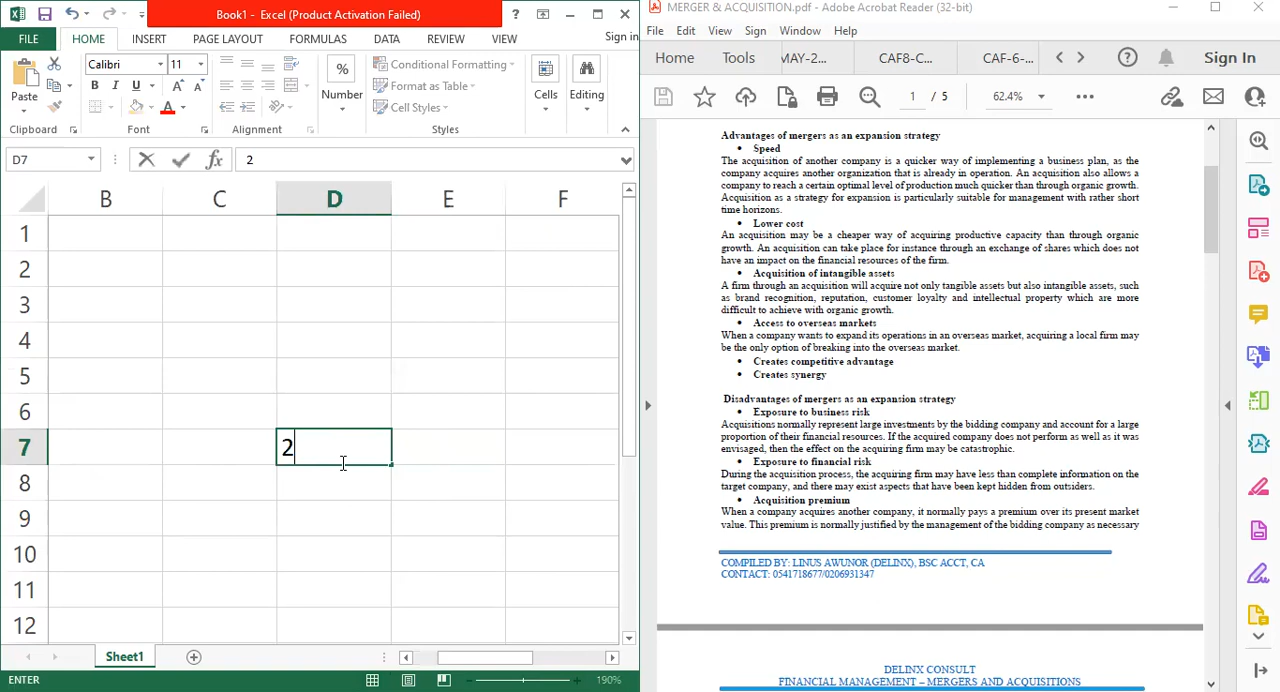 Book1 - Excel (Product Activation Failed)
FILE HOME INSERT PAGE LAYOUT FORMULAS DATA REVIEW VIEW Sign in
Paste
Calibri 11
B I U
A A
A
%
Number
Conditional Formatting
Format as Table
Cell Styles
Cells
Editing
Clipboard Font Alignment Styles
D7 fx 2
B C D E F
1
2
3
4
5
6
7 2
8
9
10
11
12
Sheet1
ENTER 190%
MERGER & ACQUISITION.pdf - Adobe Acrobat Reader (32-bit)
File Edit View Sign Window Help
Home Tools MAY-2... CAF8-C... CAF-6-... Sign In
1 / 5 62.4%
Advantages of mergers as an expansion strategy
• Speed
The acquisition of another company is a quicker way of implementing a business plan, as the
company acquires another organization that is already in operation. An acquisition also allows a
company to reach a certain optimal level of production much quicker than through organic growth.
Acquisition as a strategy for expansion is particularly suitable for management with rather short
time horizons.
• Lower cost
An acquisition may be a cheaper way of acquiring productive capacity than through organic
growth. An acquisition can take place for instance through an exchange of shares which does not
have an impact on the financial resources of the firm.
• Acquisition of intangible assets
A firm through an acquisition will acquire not only tangible assets but also intangible assets, such
as brand recognition, reputation, customer loyalty and intellectual property which are more
difficult to achieve with organic growth.
• Access to overseas markets
When a company wants to expand its operations in an overseas market, acquiring a local firm may
be the only option of breaking into the overseas market.
• Creates competitive advantage
• Creates synergy
Disadvantages of mergers as an expansion strategy
• Exposure to business risk
Acquisitions normally represent large investments by the bidding company and account for a large
proportion of their financial resources. If the acquired company does not perform as well as it was
envisaged, then the effect on the acquiring firm may be catastrophic.
• Exposure to financial risk
During the acquisition process, the acquiring firm may have less than complete information on the
target company, and there may exist aspects that have been kept hidden from outsiders.
• Acquisition premium
When a company acquires another company, it normally pays a premium over its present market
value. This premium is normally justified by the management of the bidding company as necessary
COMPILED BY: LINUS AWUNOR (DELINX), BSC ACCT, CA
CONTACT: 0541718677/0206931347
DELINX CONSULT
FINANCIAL MANAGEMENT – MERGERS AND ACQUISITIONS